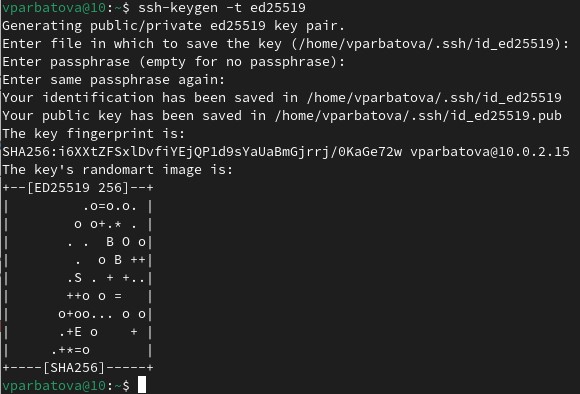 vparbatova@10:~$ ssh-keygen -t ed25519
Generating public/private ed25519 key pair.
Enter file in which to save the key (/home/vparbatova/.ssh/id_ed25519):
Enter passphrase (empty for no passphrase):
Enter same passphrase again:
Your identification has been saved in /home/vparbatova/.ssh/id_ed25519
Your public key has been saved in /home/vparbatova/.ssh/id_ed25519.pub
The key fingerprint is:
SHA256:i6XXtZFSxlDvfiYEjQP1d9sYaUaBmGjrrj/0KaGe72w vparbatova@10.0.2.15
The key's randomart image is:
+--[ED25519 256]--+
|          .o=o.o. |
|         o o+.* . |
|        . .  B O o|
|         .  o B ++|
|        .S . + +..|
|        ++o o =   |
|       o+oo... o o|
|       .+E o    + |
|      .+*=o       |
+----[SHA256]-----+
vparbatova@10:~$